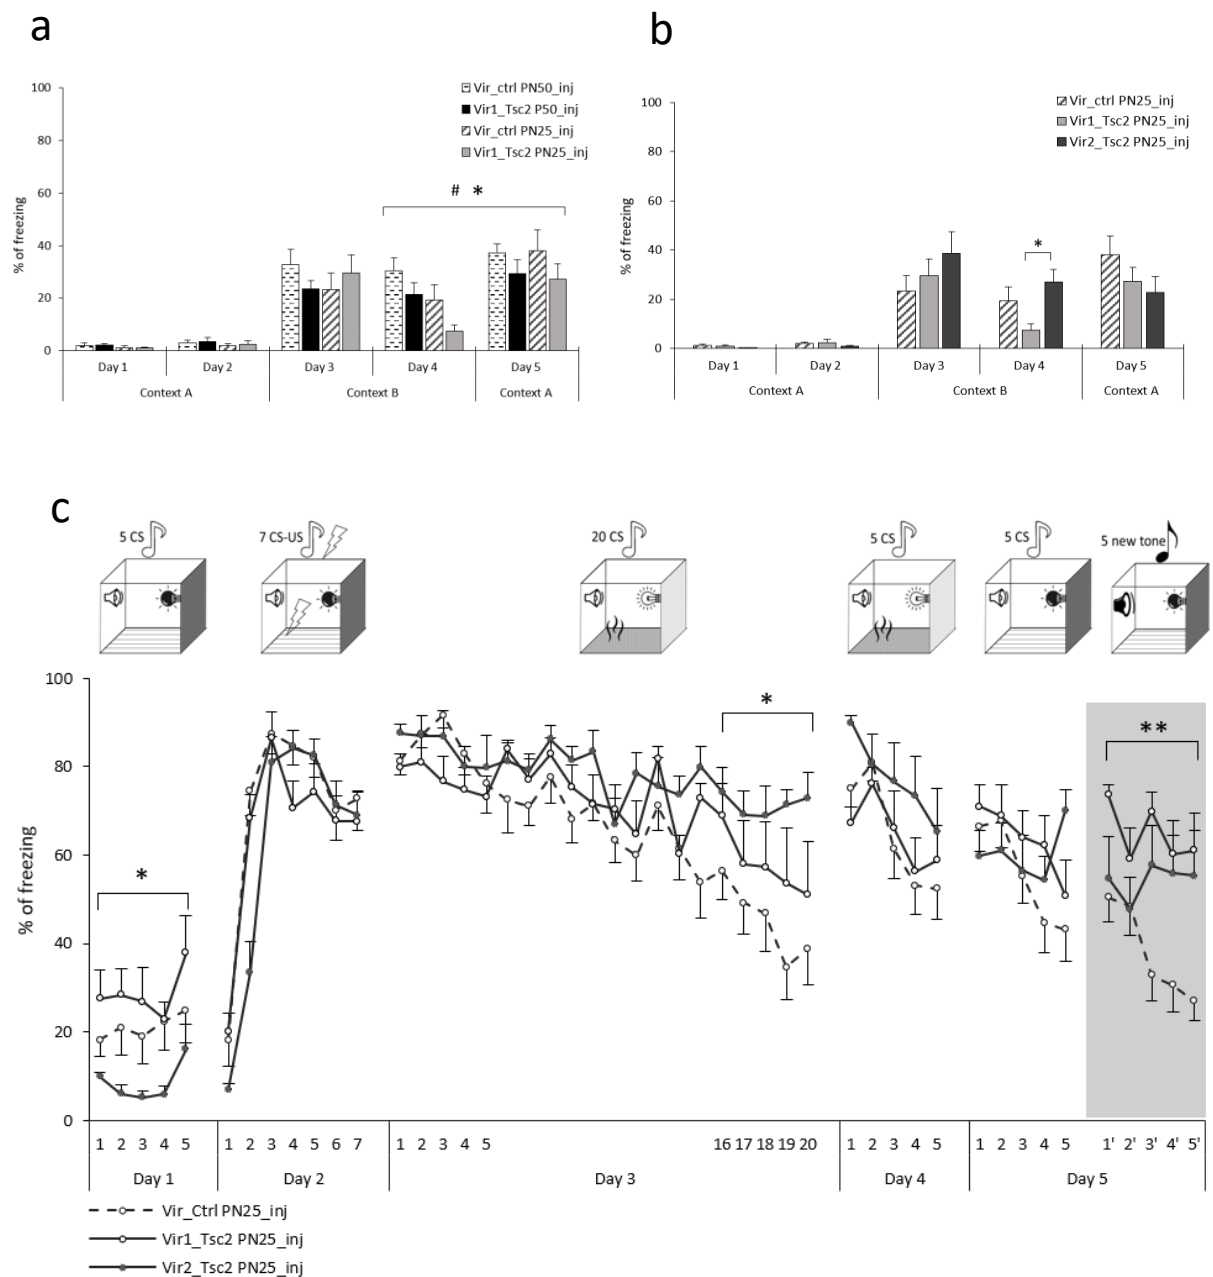 a
b
100
80
60
40
20
0
% of freezing
Vir_ctrl PN50_inj
Vir1_Tsc2 P50_inj
Vir_ctrl PN25_inj
Vir1_Tsc2 PN25_inj
# *
Day 1 Day 2 Day 3 Day 4 Day 5
Context A Context B Context A
100
80
60
40
20
0
% of freezing
Vir_ctrl PN25_inj
Vir1_Tsc2 PN25_inj
Vir2_Tsc2 PN25_inj
*
Day 1 Day 2 Day 3 Day 4 Day 5
Context A Context B Context A
c
5 CS 7 CS-US 20 CS 5 CS 5 CS 5 new tone
100
80
60
40
20
0
% of freezing
* * **
1 2 3 4 5 1 2 3 4 5 6 7 1 2 3 4 5 16 17 18 19 20 1 2 3 4 5 1 2 3 4 5 1' 2' 3' 4' 5'
Day 1 Day 2 Day 3 Day 4 Day 5
Vir_Ctrl PN25_inj
Vir1_Tsc2 PN25_inj
Vir2_Tsc2 PN25_inj